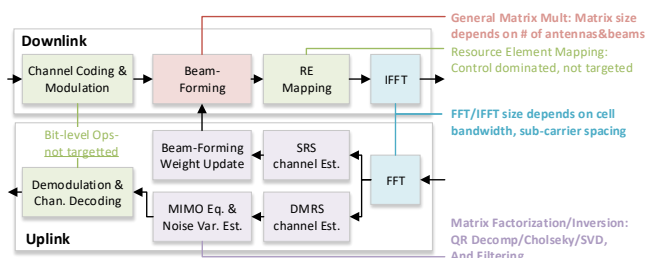 General Matrix Mult: Matrix size
depends on # of antennas&beams
Downlink
Resource Element Mapping:
Control dominated, not targeted
Channel Coding &
Modulation
Beam-
Forming
RE
Mapping
IFFT
FFT/IFFT size depends on cell
bandwidth, sub-carrier spacing
Bit-level Ops-
not targetted
Beam-Forming
Weight Update
SRS
channel Est.
FFT
Demodulation &
Chan. Decoding
MIMO Eq. &
Noise Var. Est.
DMRS
channel Est.
Uplink
Matrix Factorization/Inversion:
QR Decomp/Cholseky/SVD,
And Filtering